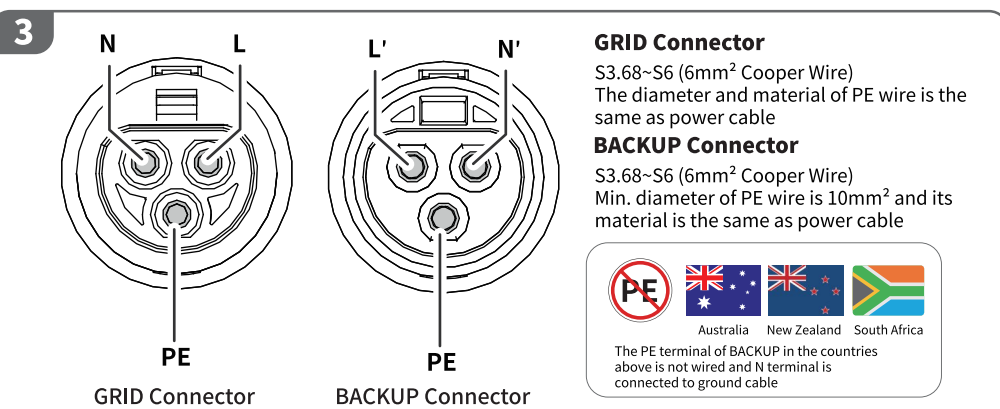 3
N
L
L'
N'
PE
PE
GRID Connector
BACKUP Connector
GRID Connector
S3.68~S6 (6mm² Cooper Wire)
The diameter and material of PE wire is the
same as power cable
BACKUP Connector
S3.68~S6 (6mm² Cooper Wire)
Min. diameter of PE wire is 10mm² and its
material is the same as power cable
PE
Australia
New Zealand
South Africa
The PE terminal of BACKUP in the countries
above is not wired and N terminal is
connected to ground cable